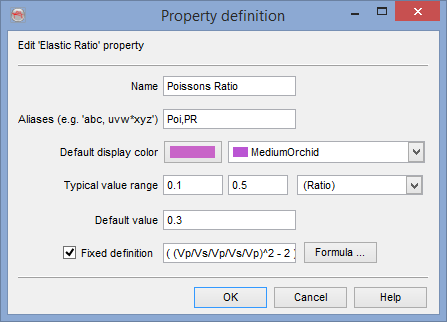 Property definition
Edit 'Elastic Ratio' property
Name Poissons Ratio
Aliases (e.g. 'abc, uvw*xyz') Poi,PR
Default display color MediumOrchid
Typical value range 0.1 0.5 (Ratio)
Default value 0.3
Fixed definition ( (Vp/Vs/Vp/Vs/Vp)^2 - 2 ) Formula ...
OK Cancel Help